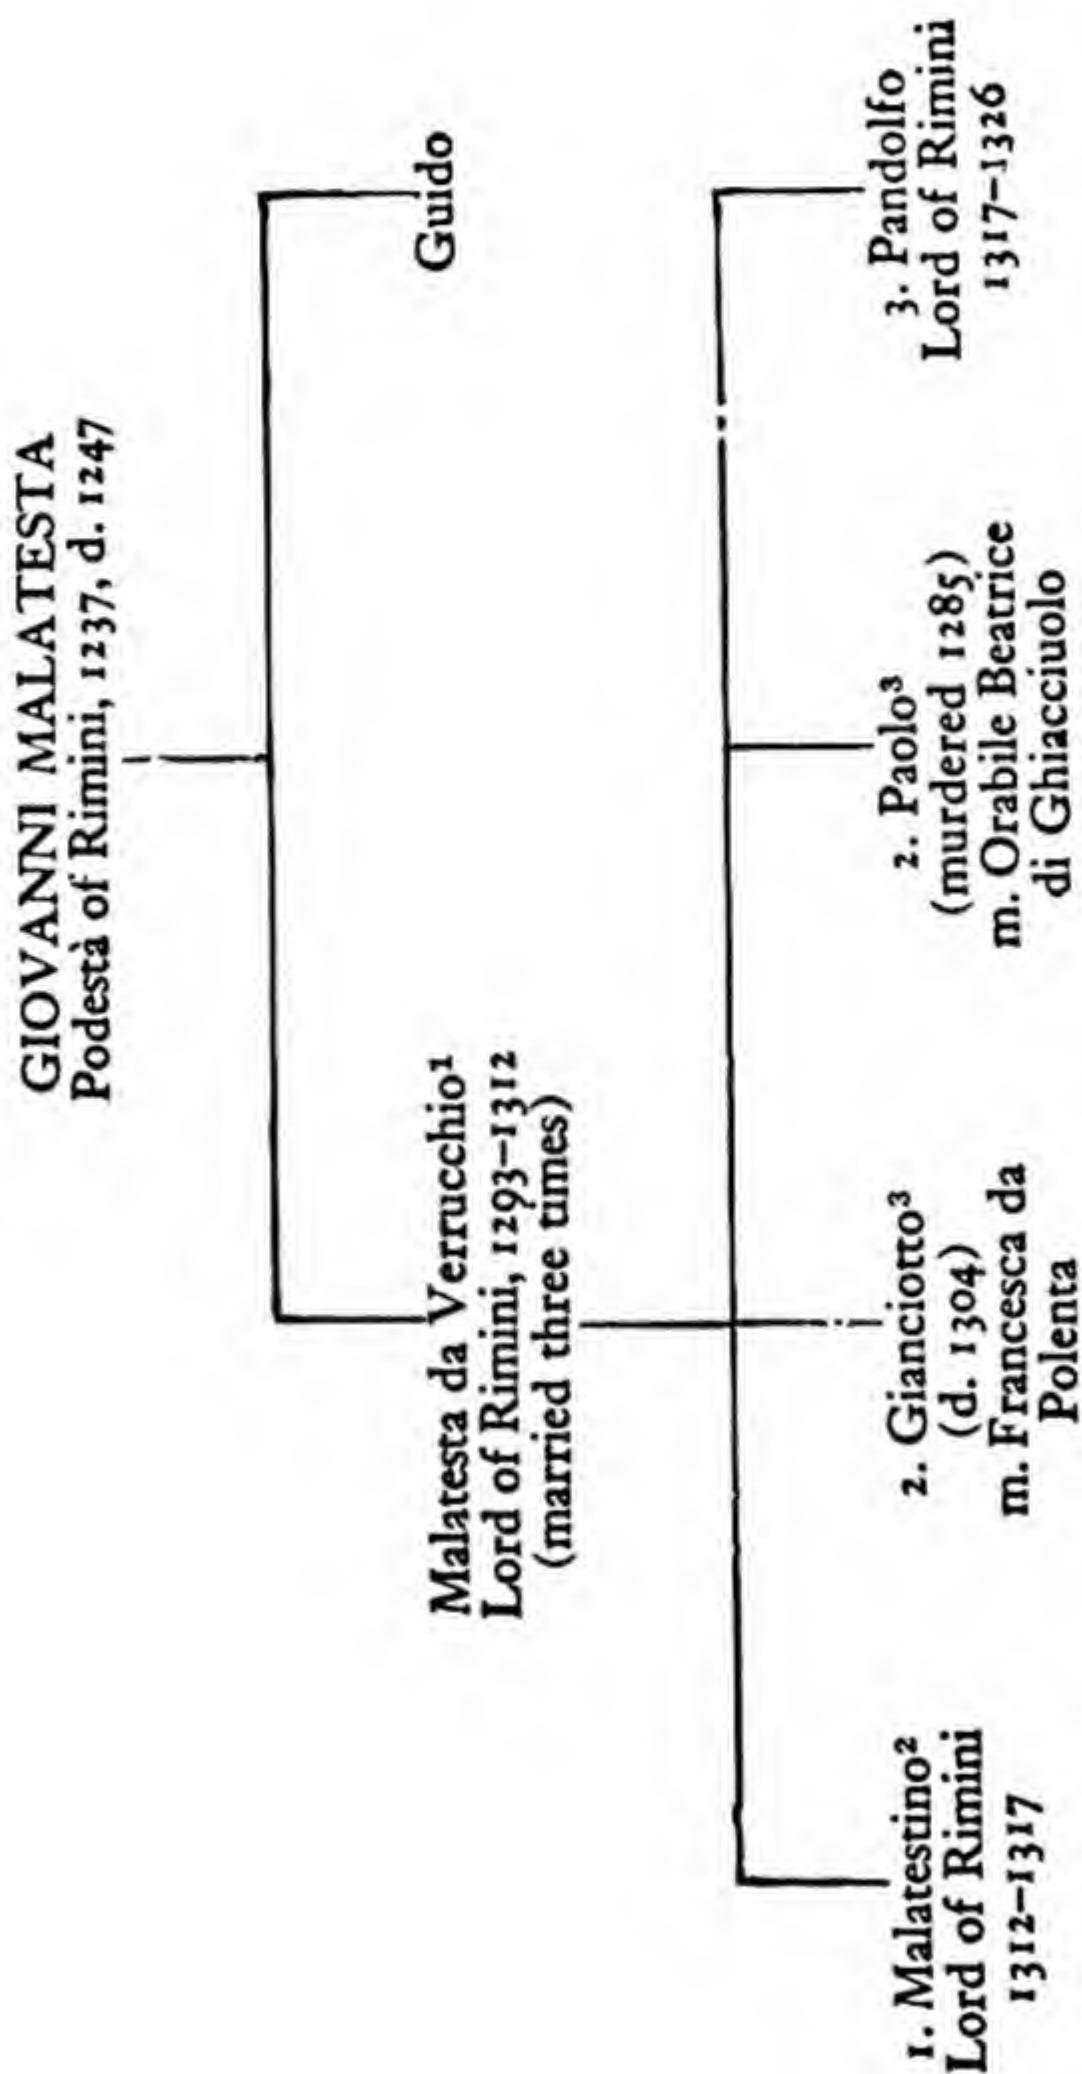 GIOVANNI MALATESTA
Podestà of Rimini, 1237, d. 1247
Malatesta da Verrucchio¹
Lord of Rimini, 1293–1312
(married three times)
Guido
1. Malatestino²
Lord of Rimini
1312–1317
2. Gianciotto³
(d. 1304)
m. Francesca da
Polenta
2. Paolo³
(murdered 1285)
m. Orabile Beatrice
di Ghiacciuolo
3. Pandolfo
Lord of Rimini
1317–1326